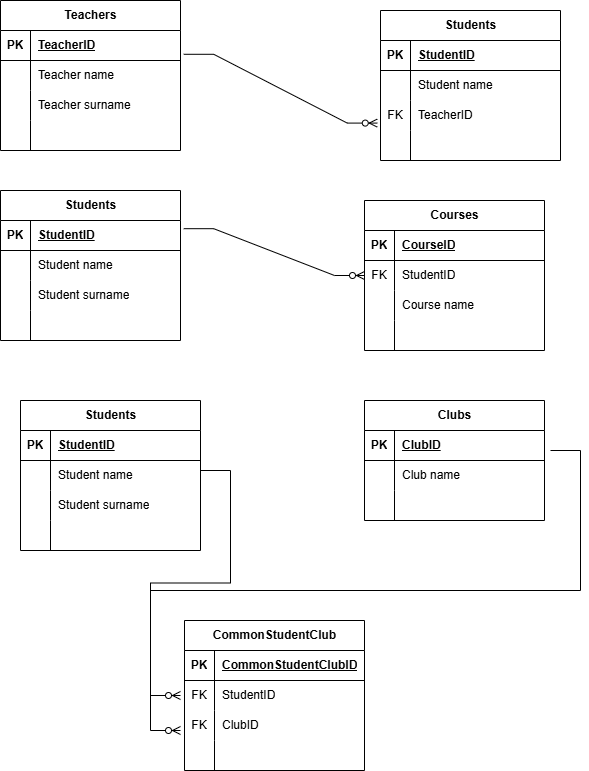 Teachers
PK TeacherID
Teacher name
Teacher surname
Students
PK StudentID
Student name
FK TeacherID
Students
PK StudentID
Student name
Student surname
Courses
PK CourseID
FK StudentID
Course name
Students
PK StudentID
Student name
Student surname
Clubs
PK ClubID
Club name
CommonStudentClub
PK CommonStudentClubID
FK StudentID
FK ClubID